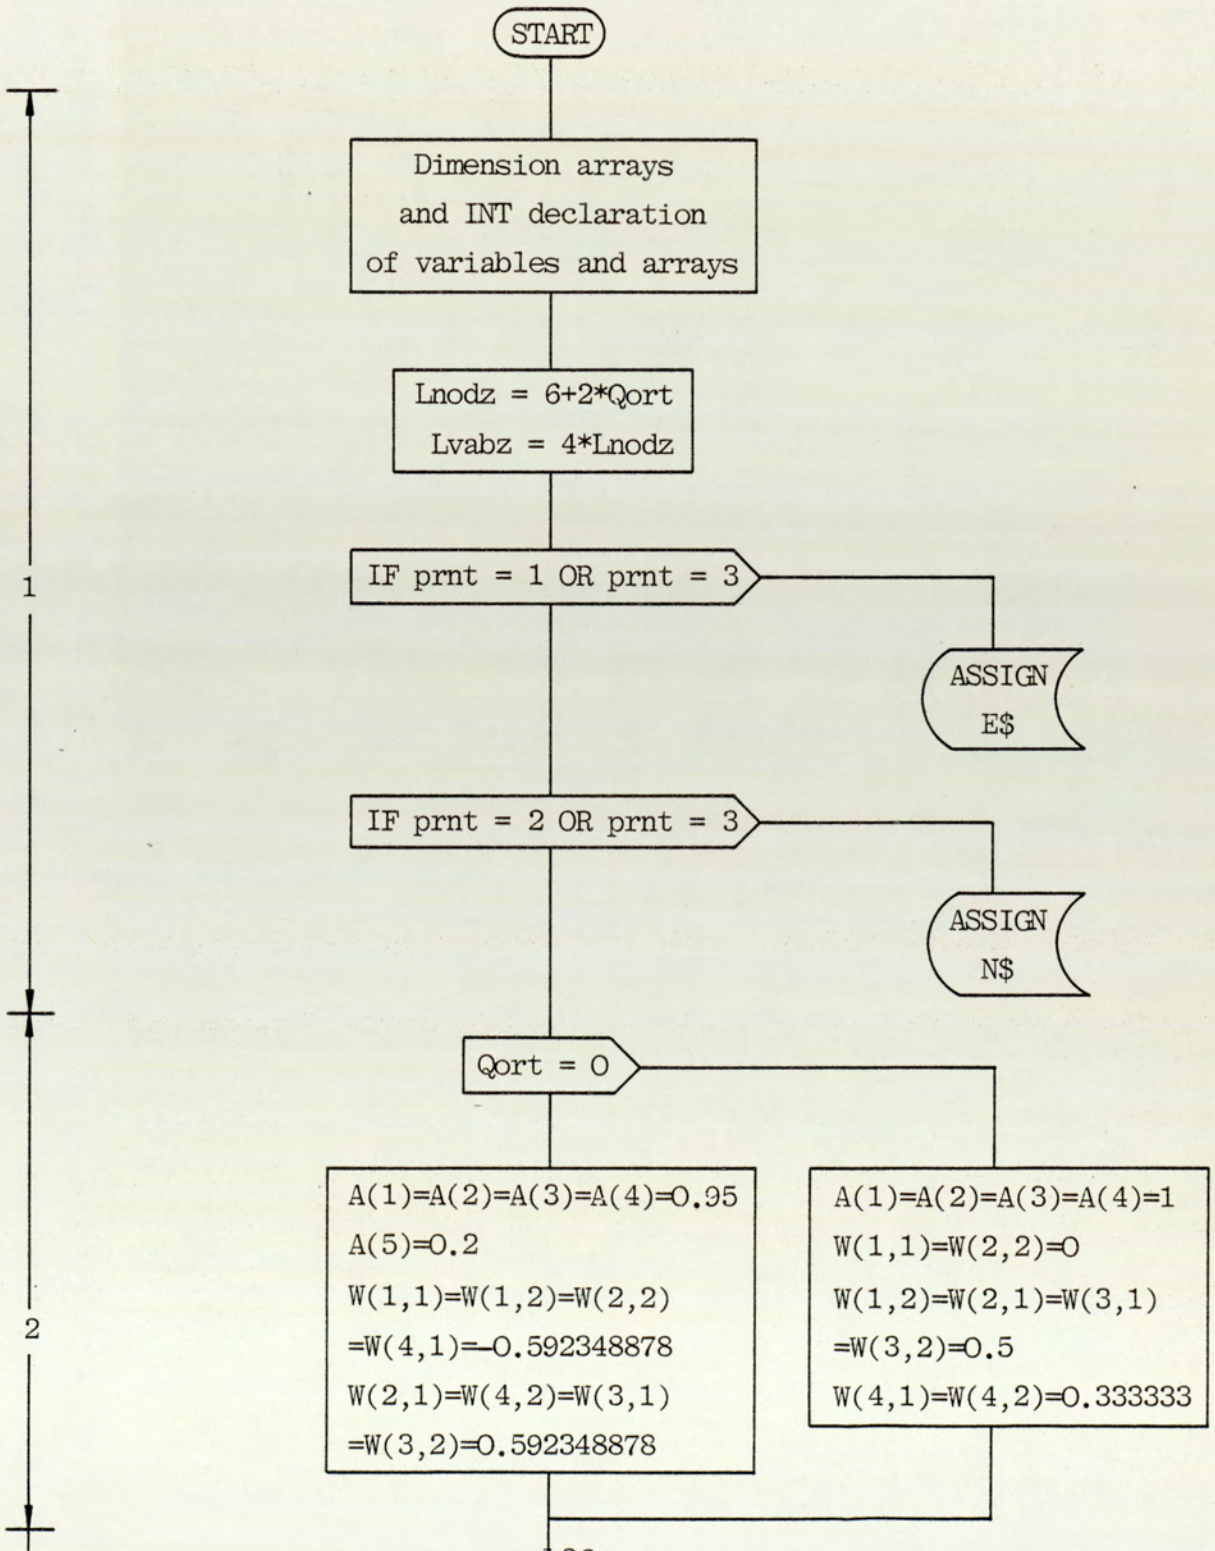 START
Dimension arrays
and INT declaration
of variables and arrays
Lnodz = 6+2*Qort
Lvabz = 4*Lnodz
IF prnt = 1 OR prnt = 3
1
ASSIGN
E$
IF prnt = 2 OR prnt = 3
ASSIGN
N$
Qort = 0
A(1)=A(2)=A(3)=A(4)=0.95
A(5)=0.2
W(1,1)=W(1,2)=W(2,2)
=W(4,1)=-0.592348878
W(2,1)=W(4,2)=W(3,1)
=W(3,2)=0.592348878
A(1)=A(2)=A(3)=A(4)=1
W(1,1)=W(2,2)=0
W(1,2)=W(2,1)=W(3,1)
=W(3,2)=0.5
W(4,1)=W(4,2)=0.333333
2